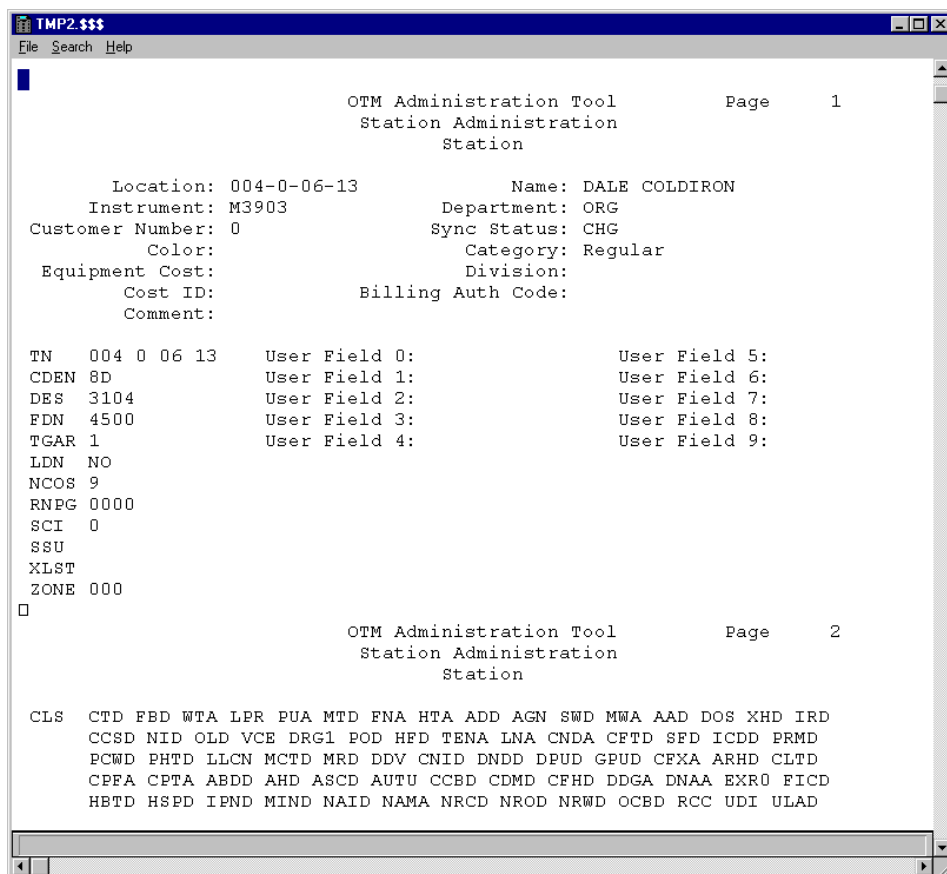 TMP2.$$$
File Search Help
OTM Administration Tool Page 1
Station Administration
Station
Location: 004-0-06-13 Name: DALE COLDIRON
Instrument: M3903 Department: ORG
Customer Number: 0 Sync Status: CHG
Color: Category: Regular
Equipment Cost: Division:
Cost ID: Billing Auth Code:
Comment:
TN 004 0 06 13 User Field 0: User Field 5:
CDEN 8D User Field 1: User Field 6:
DES 3104 User Field 2: User Field 7:
FDN 4500 User Field 3: User Field 8:
TGAR 1 User Field 4: User Field 9:
LDN NO
NCOS 9
RNPG 0000
SCI 0
SSU
XLST
ZONE 000
OTM Administration Tool Page 2
Station Administration
Station
CLS CTD FBD WTA LPR PUA MTD FNA HTA ADD AGN SWD MWA AAD DOS XHD IRD
CCSD NID OLD VCE DRG1 POD HFD TENA LNA CNDA CFTD SFD ICDD PRMD
PCWD PHTD LLCN MCTD MRD DDV CNID DNDD DPUD GPUD CFXA ARHD CLTD
CPFA CPTA ABDD AHD ASCD AUTU CCBD CDMD CFHD DDGA DNAA EXR0 FICD
HBTD HSPD IPND MIND NAID NAMA NRCD NROD NRWD OCBD RCC UDI ULAD